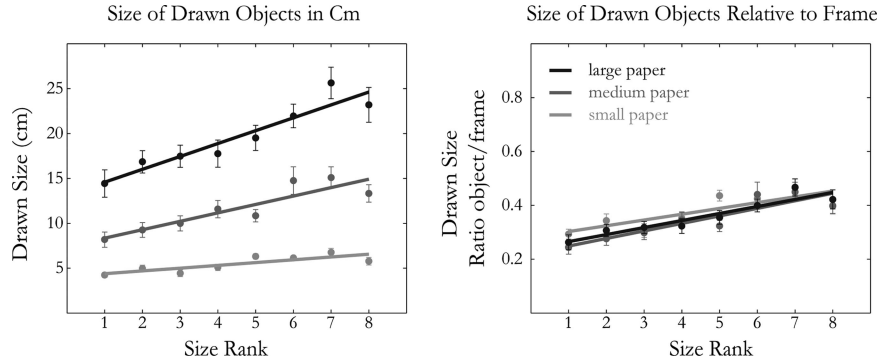 Size of Drawn Objects in Cm
Drawn Size (cm)
25
20
15
10
5
1 2 3 4 5 6 7 8
Size Rank
Size of Drawn Objects Relative to Frame
Drawn Size
Ratio object/frame
0.8
0.6
0.4
0.2
large paper
medium paper
small paper
1 2 3 4 5 6 7 8
Size Rank